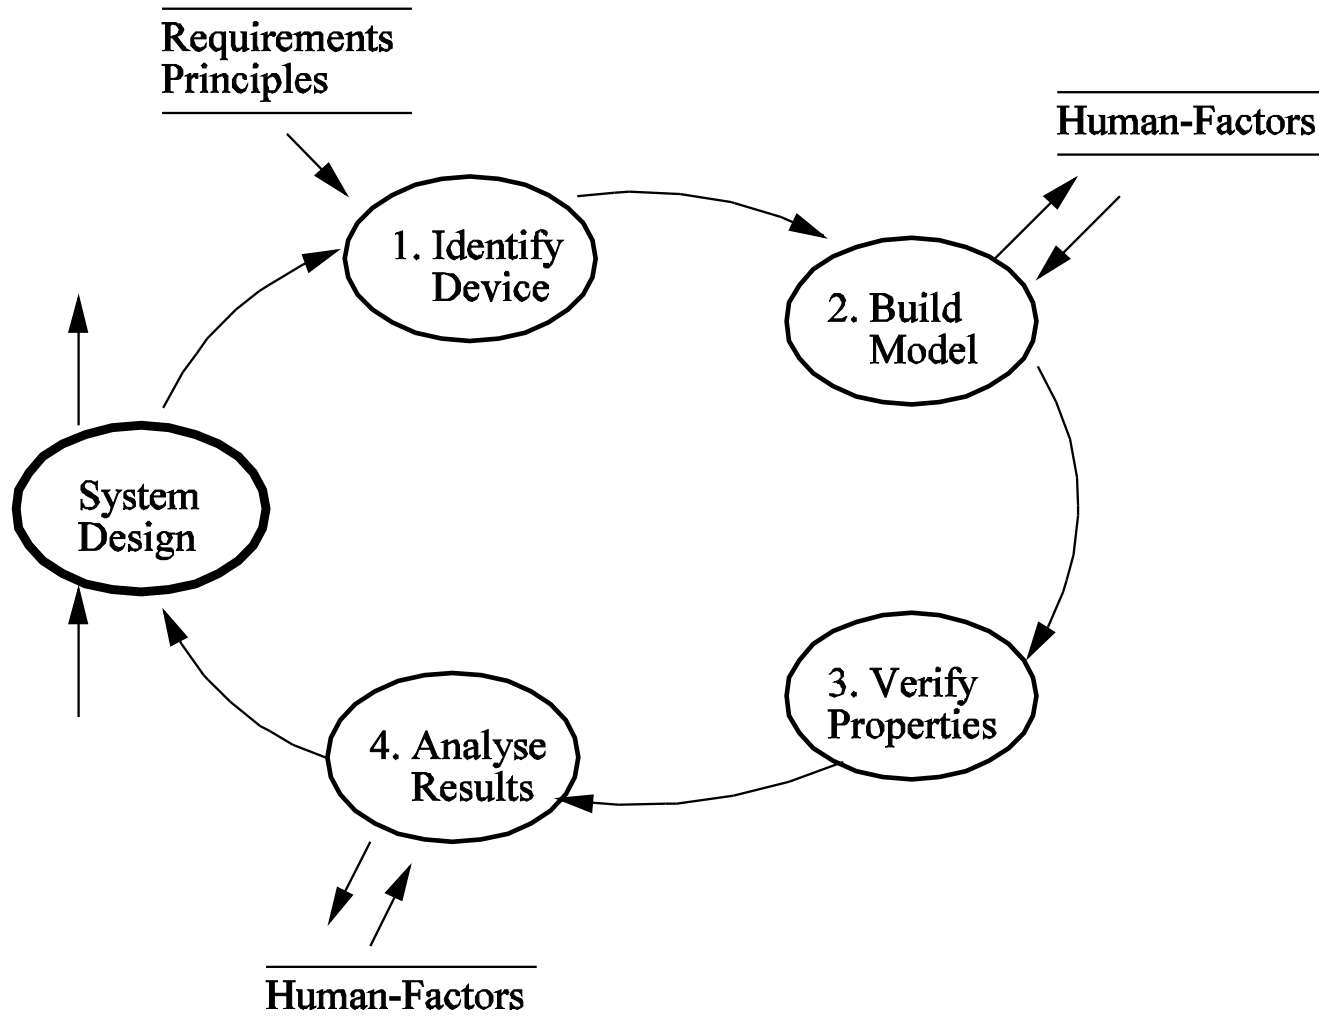 Requirements
Principles
Human-Factors
1. Identify
Device
2. Build
Model
System
Design
3. Verify
Properties
4. Analyse
Results
Human-Factors